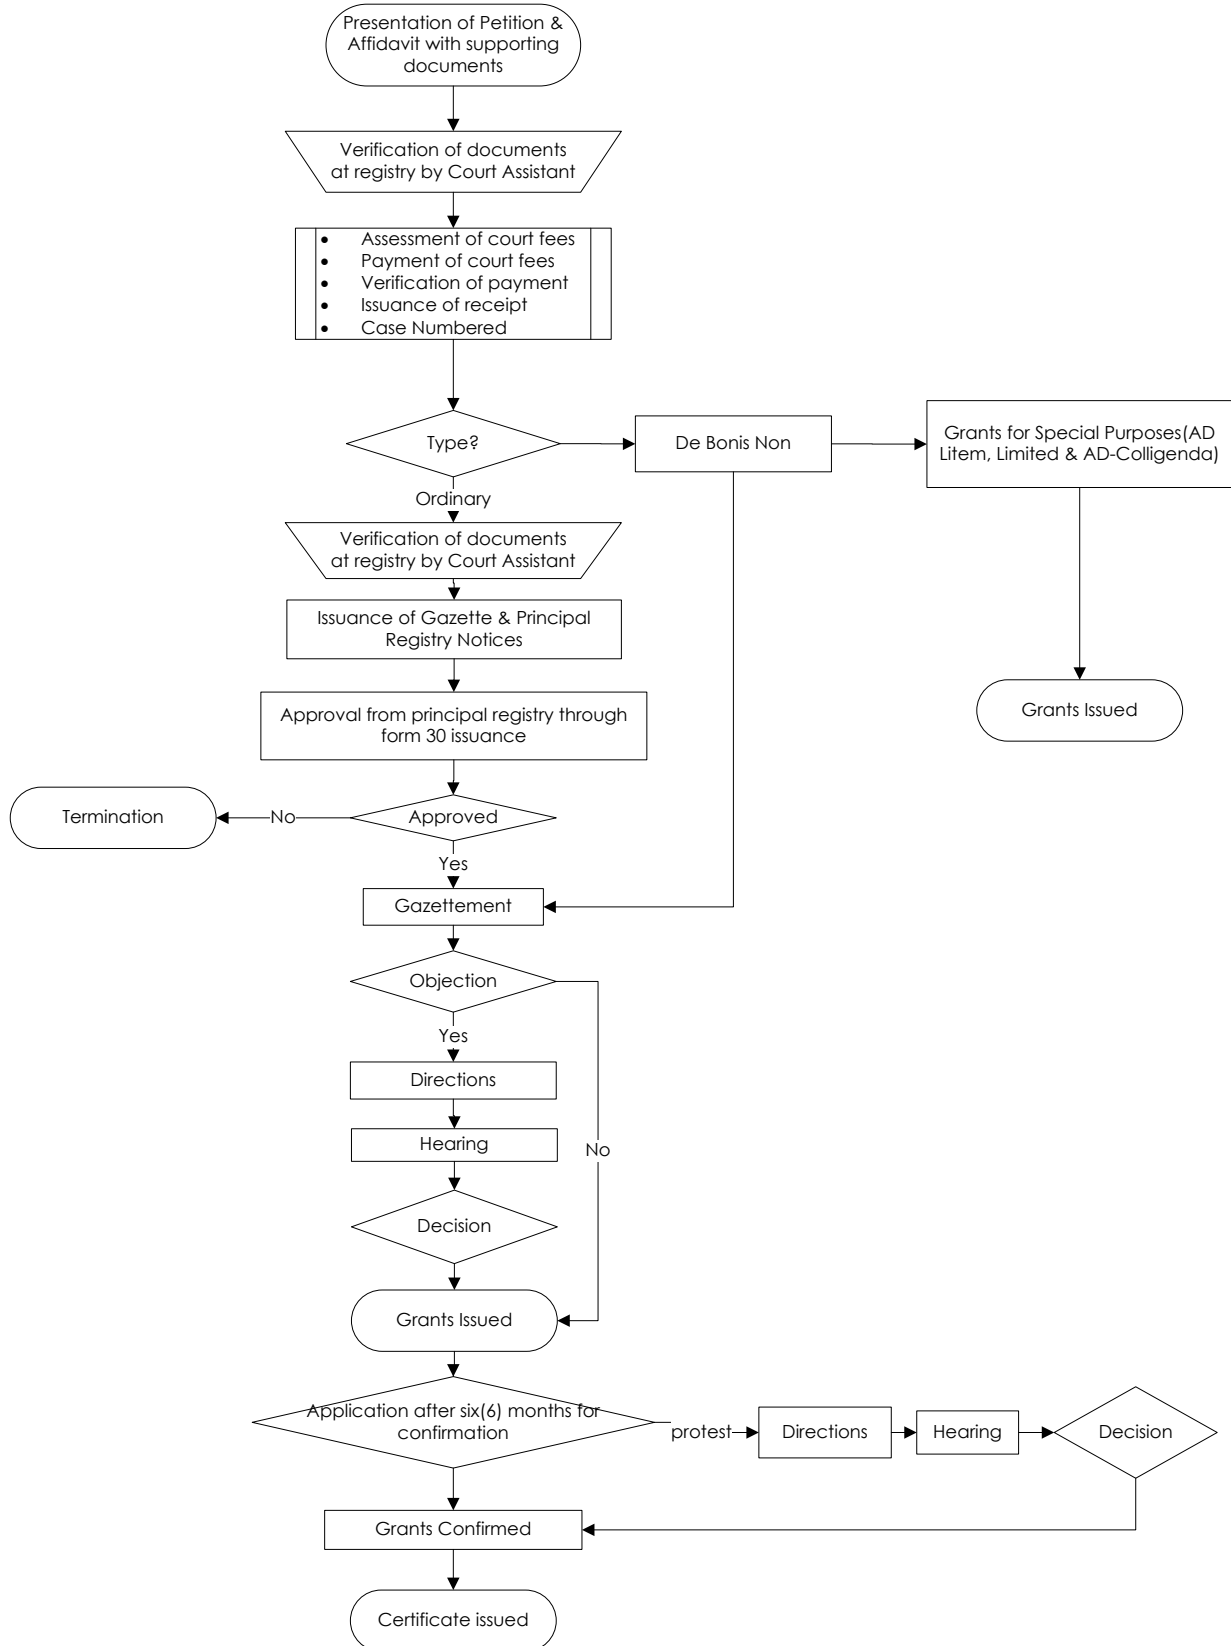 Presentation of Petition &
Affidavit with supporting
documents
Verification of documents
at registry by Court Assistant
• Assessment of court fees
• Payment of court fees
• Verification of payment
• Issuance of receipt
• Case Numbered
Type?
De Bonis Non
Grants for Special Purposes(AD
Litem, Limited & AD-Colligenda)
Ordinary
Verification of documents
at registry by Court Assistant
Issuance of Gazette & Principal
Registry Notices
Grants Issued
Approval from principal registry through
form 30 issuance
Termination
No
Approved
Yes
Gazettement
Objection
Yes
Directions
Hearing
No
Decision
Grants Issued
Application after six(6) months for
confirmation
protest
Directions
Hearing
Decision
Grants Confirmed
Certificate issued